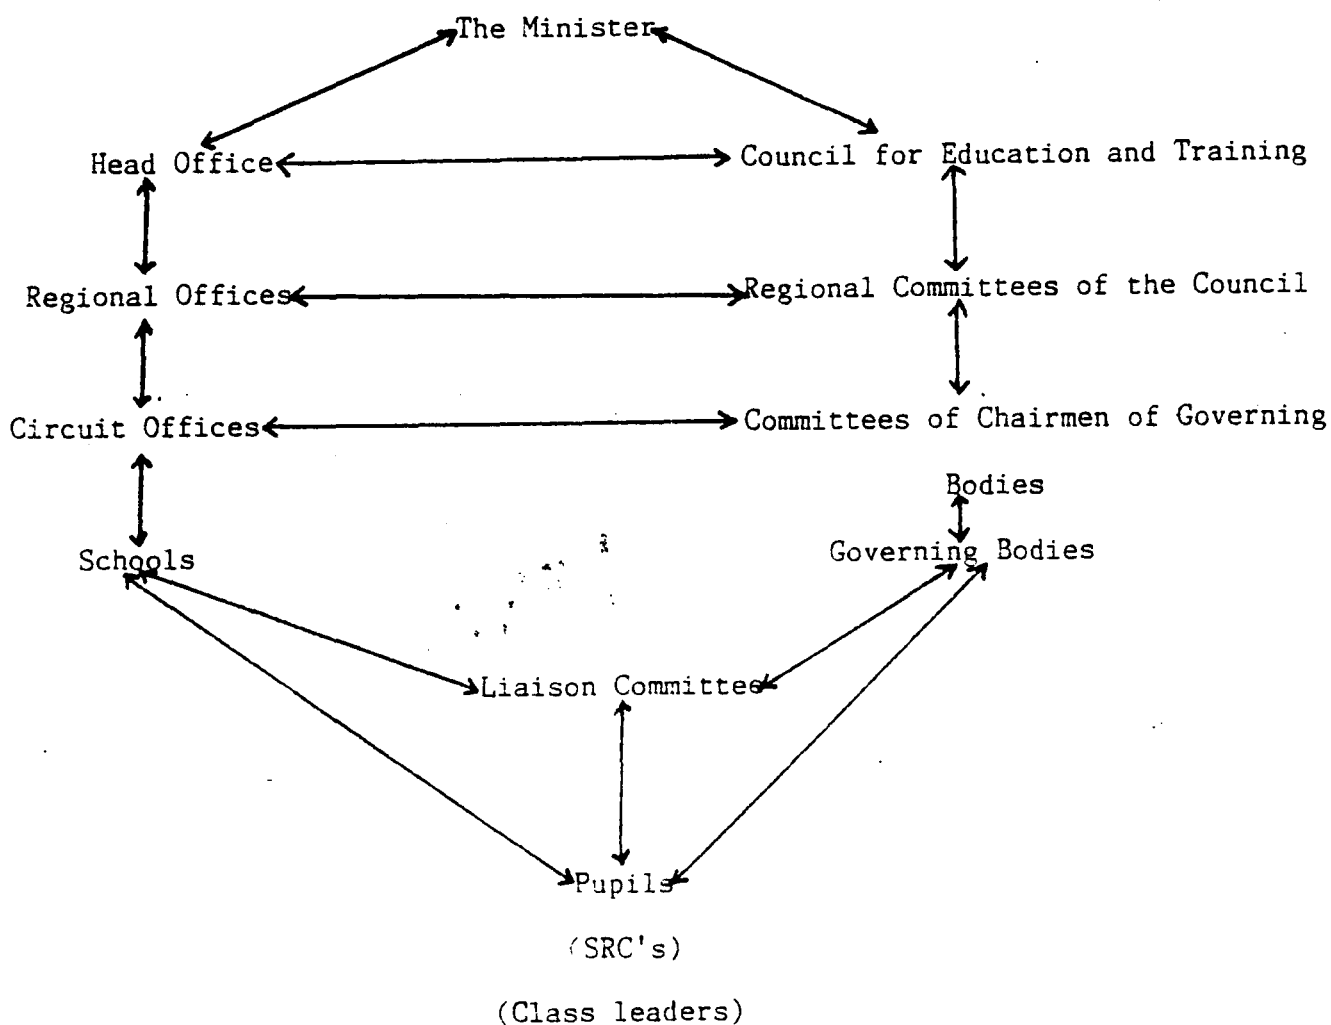 The Minister
Head Office
Council for Education and Training
Regional Offices
Regional Committees of the Council
Circuit Offices
Committees of Chairmen of Governing
Bodies
Schools
Governing Bodies
Liaison Committee
Pupils
(SRC's)
(Class leaders)